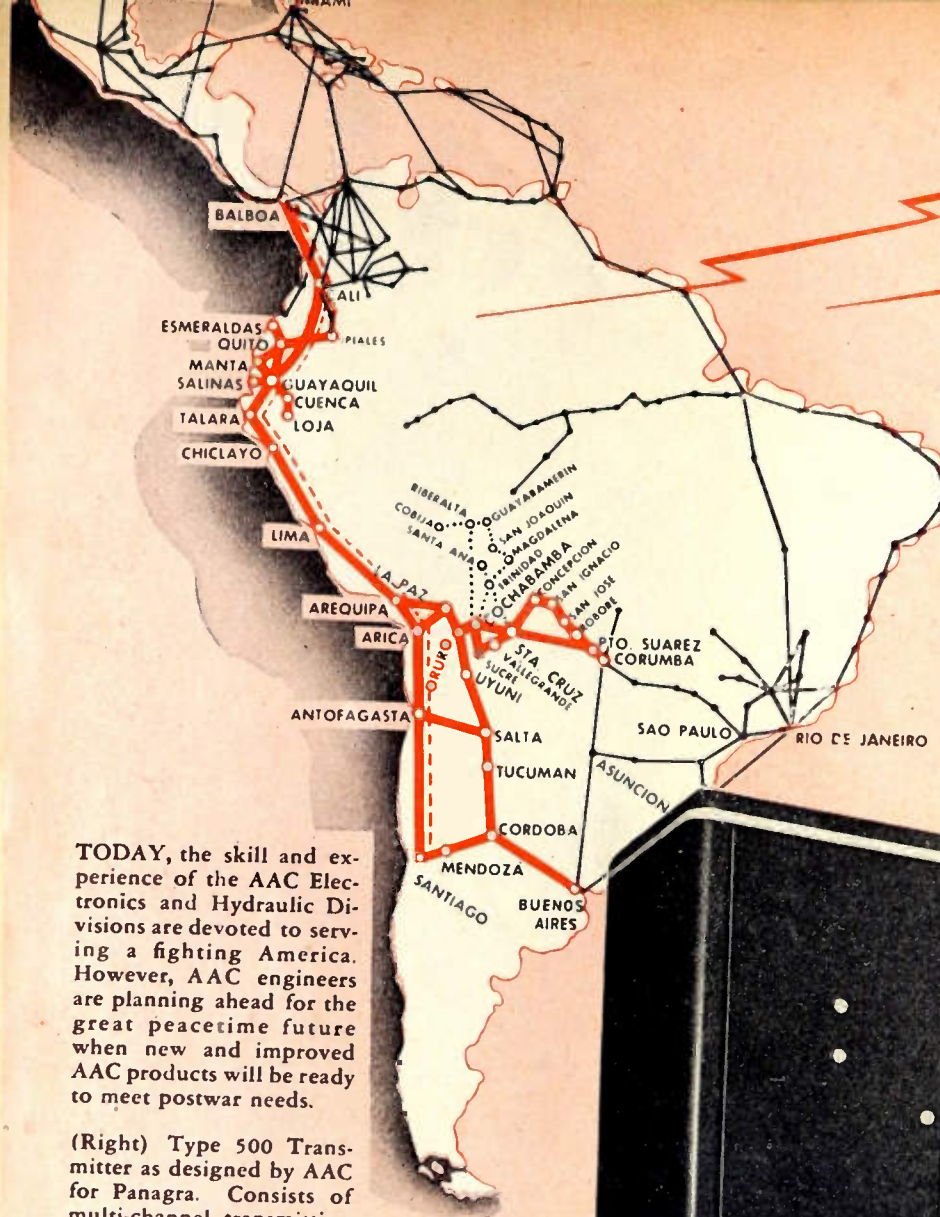 MIAMI
BALBOA
CALI
ESMERALDAS
QUITO
IPIALES
MANTA
SALINAS
GUAYAQUIL
CUENCA
TALARA
LOJA
CHICLAYO
RIBERALTA
GUAYARAMERIN
COBIJA
SAN JOAQUIN
SANTA ANA
MAGDALENA
LIMA
TRINIDAD
COCHABAMBA
CONCEPCION
SAN IGNACIO
SAN JOSE
ROBORE
LA PAZ
AREQUIPA
ARICA
ORURO
PTO. SUAREZ
CORUMBA
STA. CRUZ
VALLEGRANDE
SUCRE
UYUNI
ANTOFAGASTA
SALTA
SAO PAULO
RIO DE JANEIRO
TUCUMAN
ASUNCION
CORDOBA
MENDOZA
SANTIAGO
BUENOS
AIRES
TODAY, the skill and ex-
perience of the AAC Elec-
tronics and Hydraulic Di-
visions are devoted to serv-
ing a fighting America.
However, AAC engineers
are planning ahead for the
great peacetime future
when new and improved
AAC products will be ready
to meet postwar needs.
(Right) Type 500 Trans-
mitter as designed by AAC
for Panagra. Consists of
multi-channel transmitting